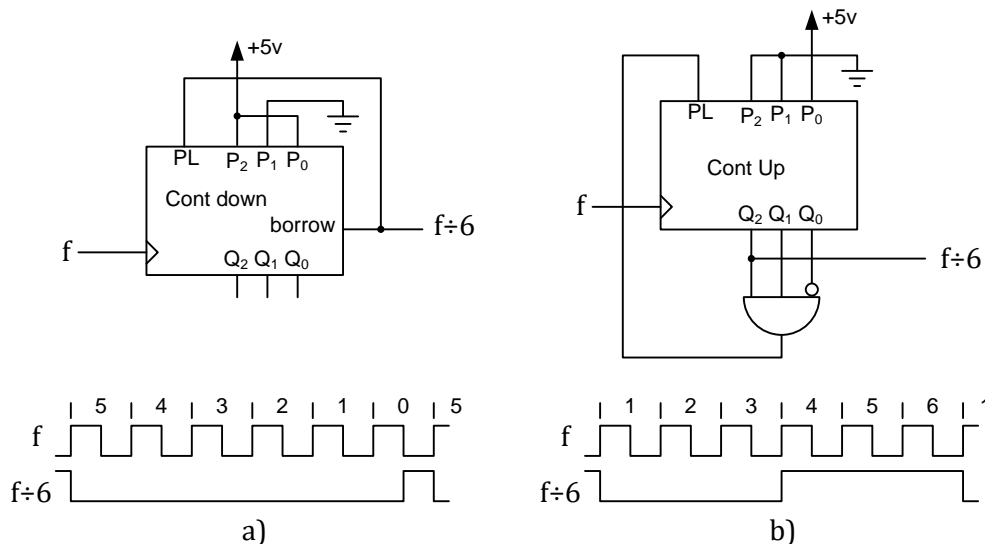 +5v
PL P₂ P₁ P₀
Cont down
borrow
f
f÷6
Q₂ Q₁ Q₀
5 4 3 2 1 0 5
f
f÷6
a)
+5v
PL P₂ P₁ P₀
Cont Up
f
Q₂ Q₁ Q₀
f÷6
1 2 3 4 5 6 1
f
f÷6
b)